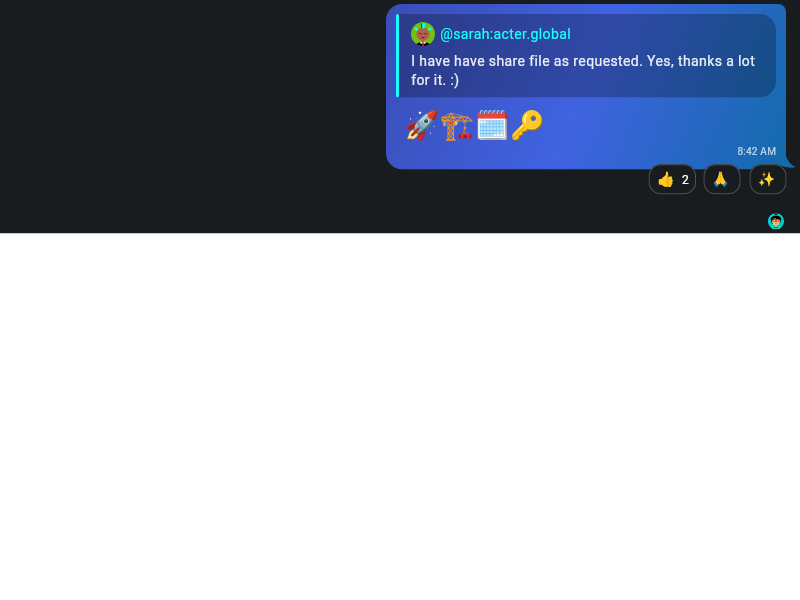 @sarah:acter.global
I have have share file as requested. Yes, thanks a lot
for it. :)
🚀🏗️🗓️🔑
8:42 AM
👍 2 🙏 ✨